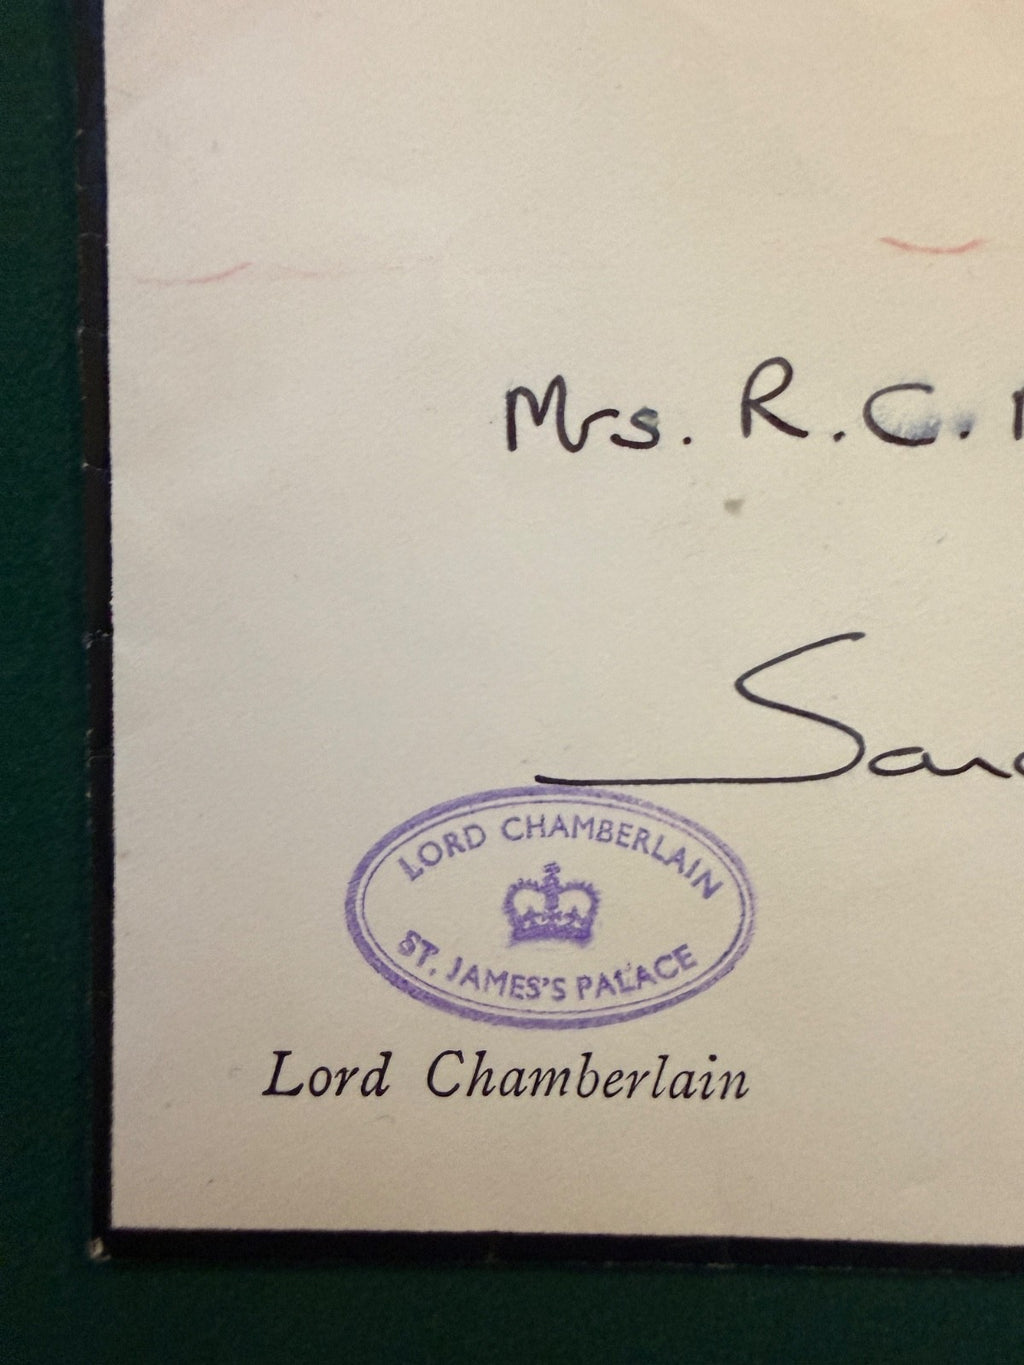 Mrs. R. C.
LORD CHAMBERLAIN
ST. JAMES'S PALACE
Lord Chamberlain